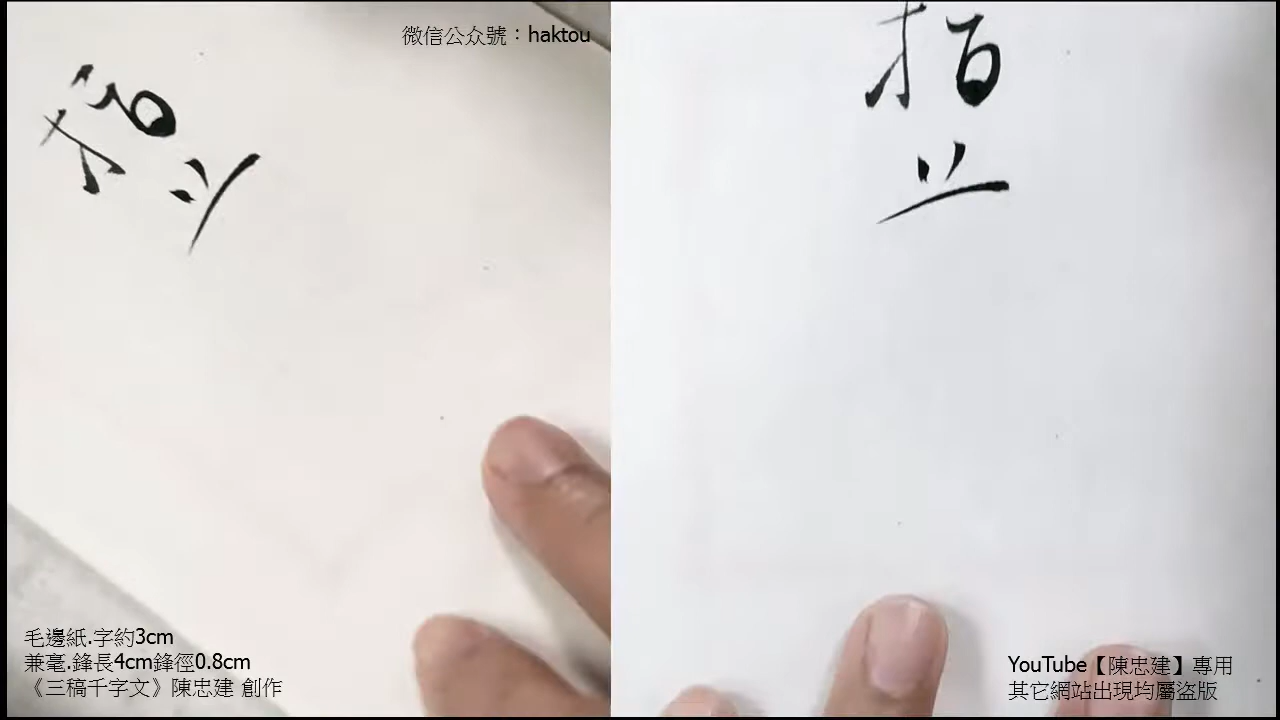 微信公众號：haktou
毛邊紙.字約3cm
兼毫.鋒長4cm鋒徑0.8cm
《三稿千字文》陳忠建 創作
YouTube【陳忠建】專用
其它網站出現均屬盜版